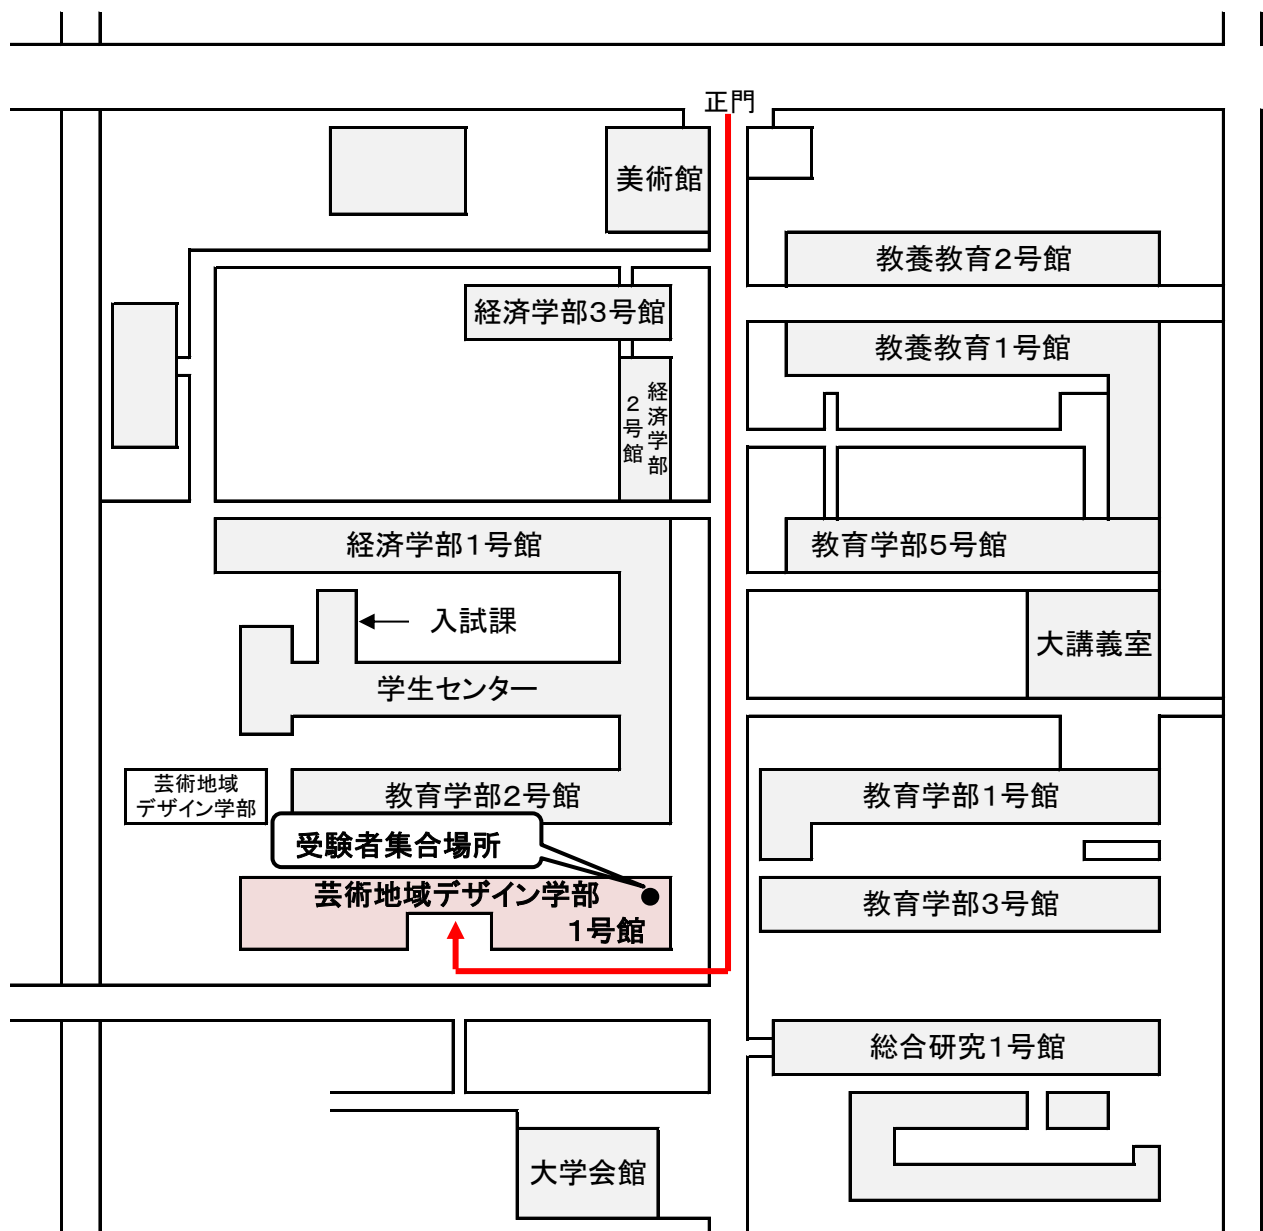 正門
美術館
教養教育２号館
経済学部３号館
教養教育１号館
経済学部
２号館
経済学部１号館
教育学部５号館
入試課
大講義室
学生センター
芸術地域
デザイン学部
教育学部２号館
教育学部１号館
受験者集合場所
芸術地域デザイン学部
１号館
教育学部３号館
総合研究１号館
大学会館